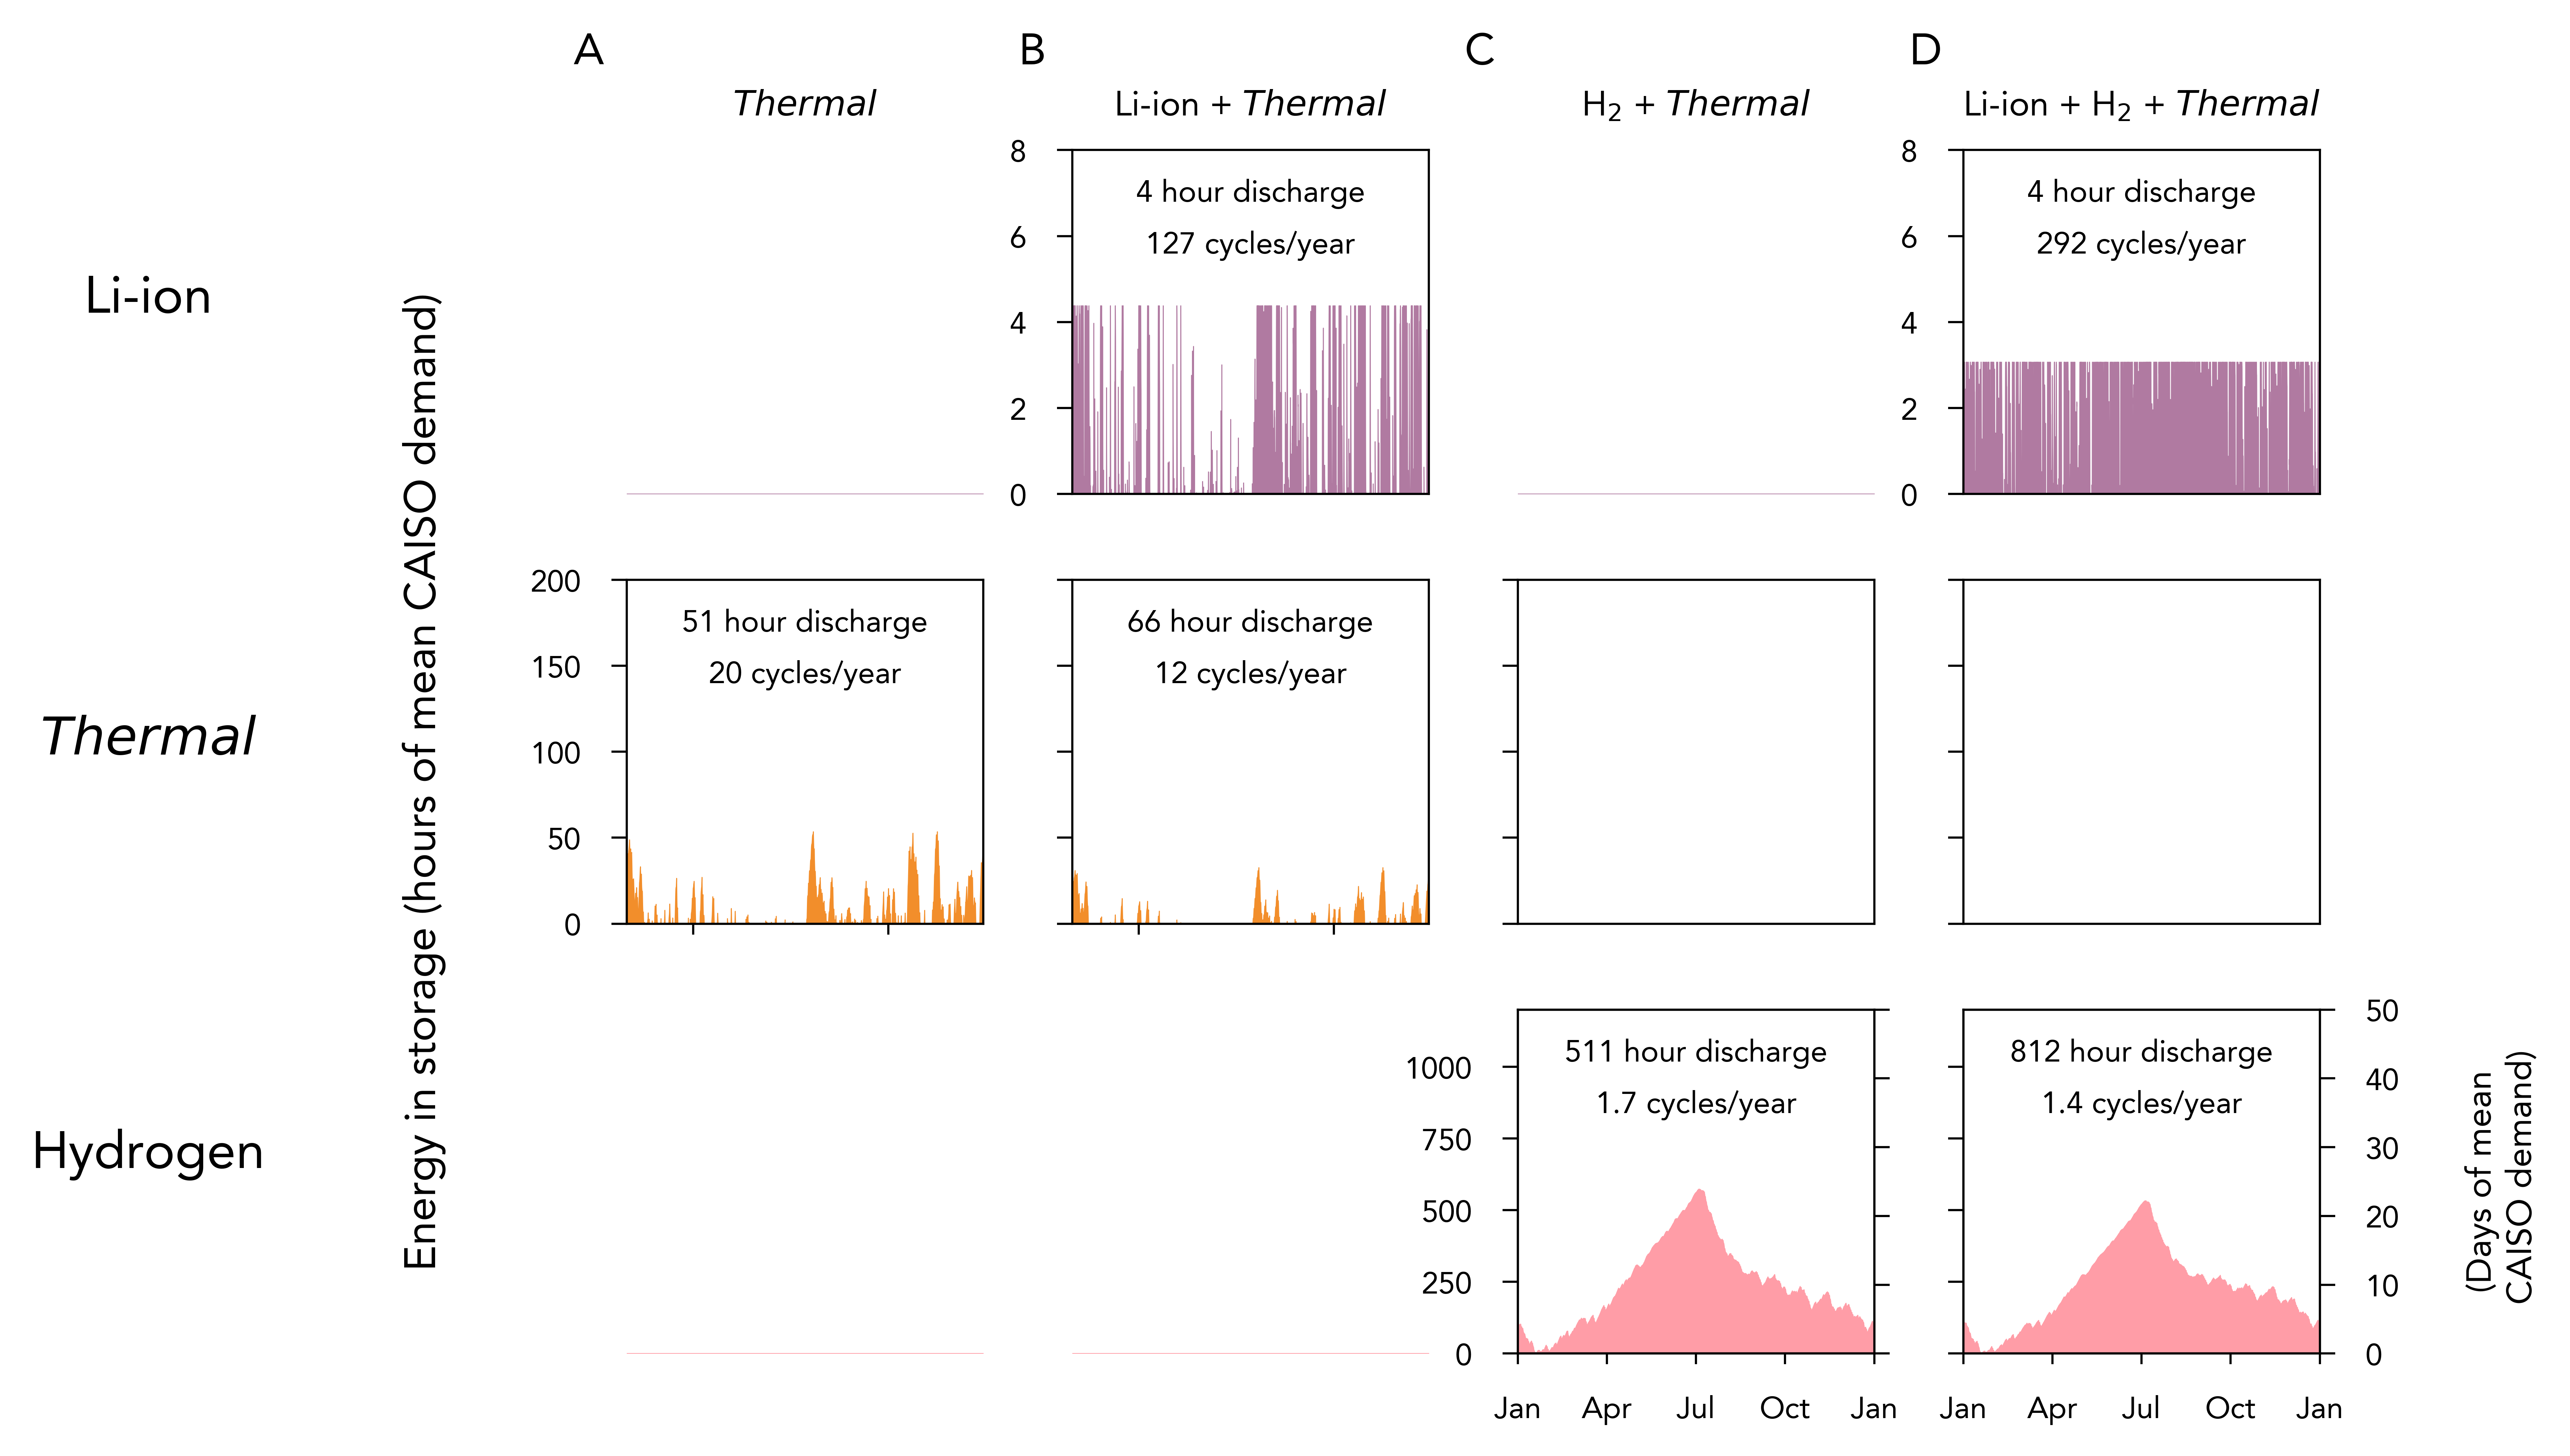 A
B
C
D
Thermal
Li-ion + Thermal
H₂ + Thermal
Li-ion + H₂ + Thermal
Li-ion
Thermal
Hydrogen
Energy in storage (hours of mean CAISO demand)
8
6
4
2
0
4 hour discharge
127 cycles/year
8
6
4
2
0
4 hour discharge
292 cycles/year
200
150
100
50
0
51 hour discharge
20 cycles/year
66 hour discharge
12 cycles/year
1000
750
500
250
0
511 hour discharge
1.7 cycles/year
Jan Apr Jul Oct Jan
812 hour discharge
1.4 cycles/year
Jan Apr Jul Oct Jan
50
40
30
20
10
0
(Days of mean
CAISO demand)